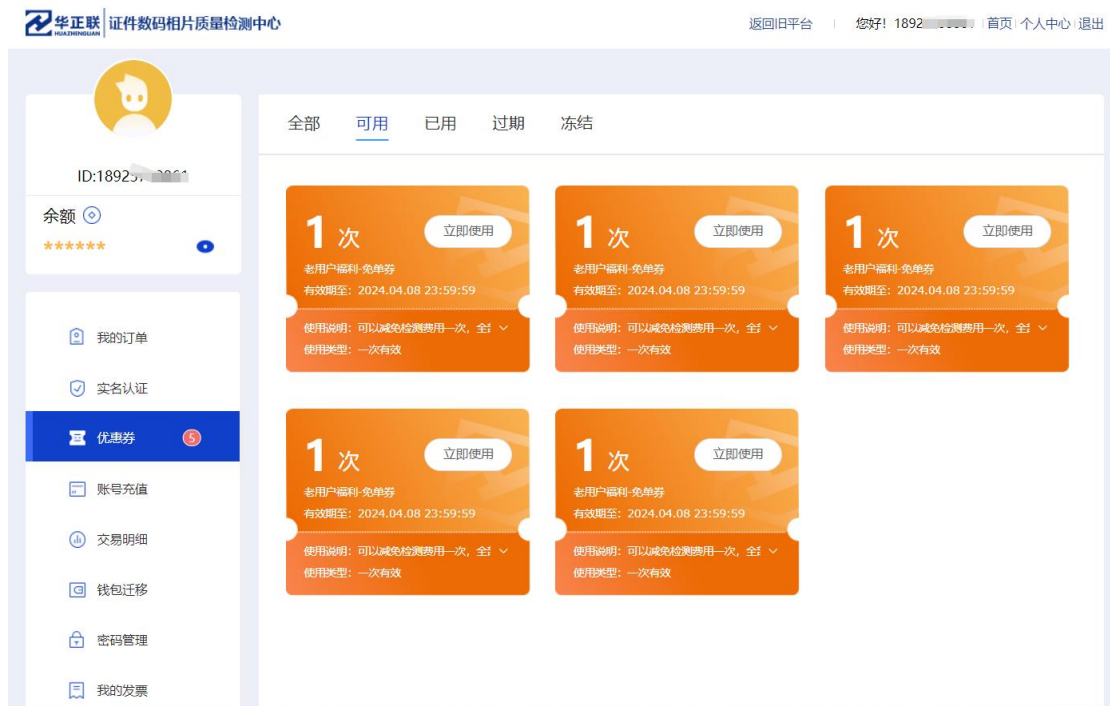 华正联 证件数码相片质量检测中心
HUAZHENGLIAN
返回旧平台 您好! 1892 首页 个人中心 退出
全部 可用 已用 过期 冻结
ID:1892
余额
******
我的订单
实名认证
优惠券 5
账号充值
交易明细
钱包迁移
密码管理
我的发票
1 次 立即使用
老用户福利-免单券
有效期至: 2024.04.08 23:59:59
使用说明: 可以减免检测费用一次, 全
使用类型: 一次有效
1 次 立即使用
老用户福利-免单券
有效期至: 2024.04.08 23:59:59
使用说明: 可以减免检测费用一次, 全
使用类型: 一次有效
1 次 立即使用
老用户福利-免单券
有效期至: 2024.04.08 23:59:59
使用说明: 可以减免检测费用一次, 全
使用类型: 一次有效
1 次 立即使用
老用户福利-免单券
有效期至: 2024.04.08 23:59:59
使用说明: 可以减免检测费用一次, 全
使用类型: 一次有效
1 次 立即使用
老用户福利-免单券
有效期至: 2024.04.08 23:59:59
使用说明: 可以减免检测费用一次, 全
使用类型: 一次有效